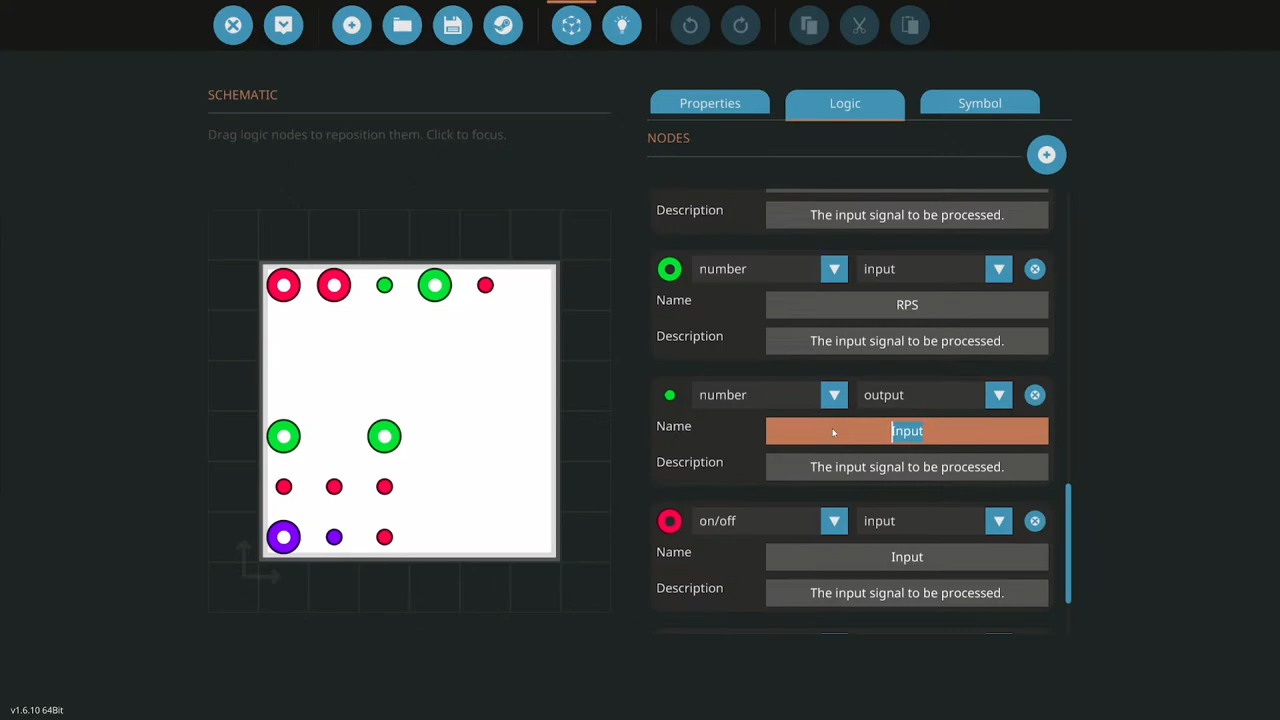 SCHEMATIC
Drag logic nodes to reposition them. Click to focus.
Properties
Logic
Symbol
NODES
Description
The input signal to be processed.
number
input
Name
RPS
Description
The input signal to be processed.
number
output
Name
Input
Description
The input signal to be processed.
on/off
input
Name
Input
Description
The input signal to be processed.
v1.6.10 64Bit